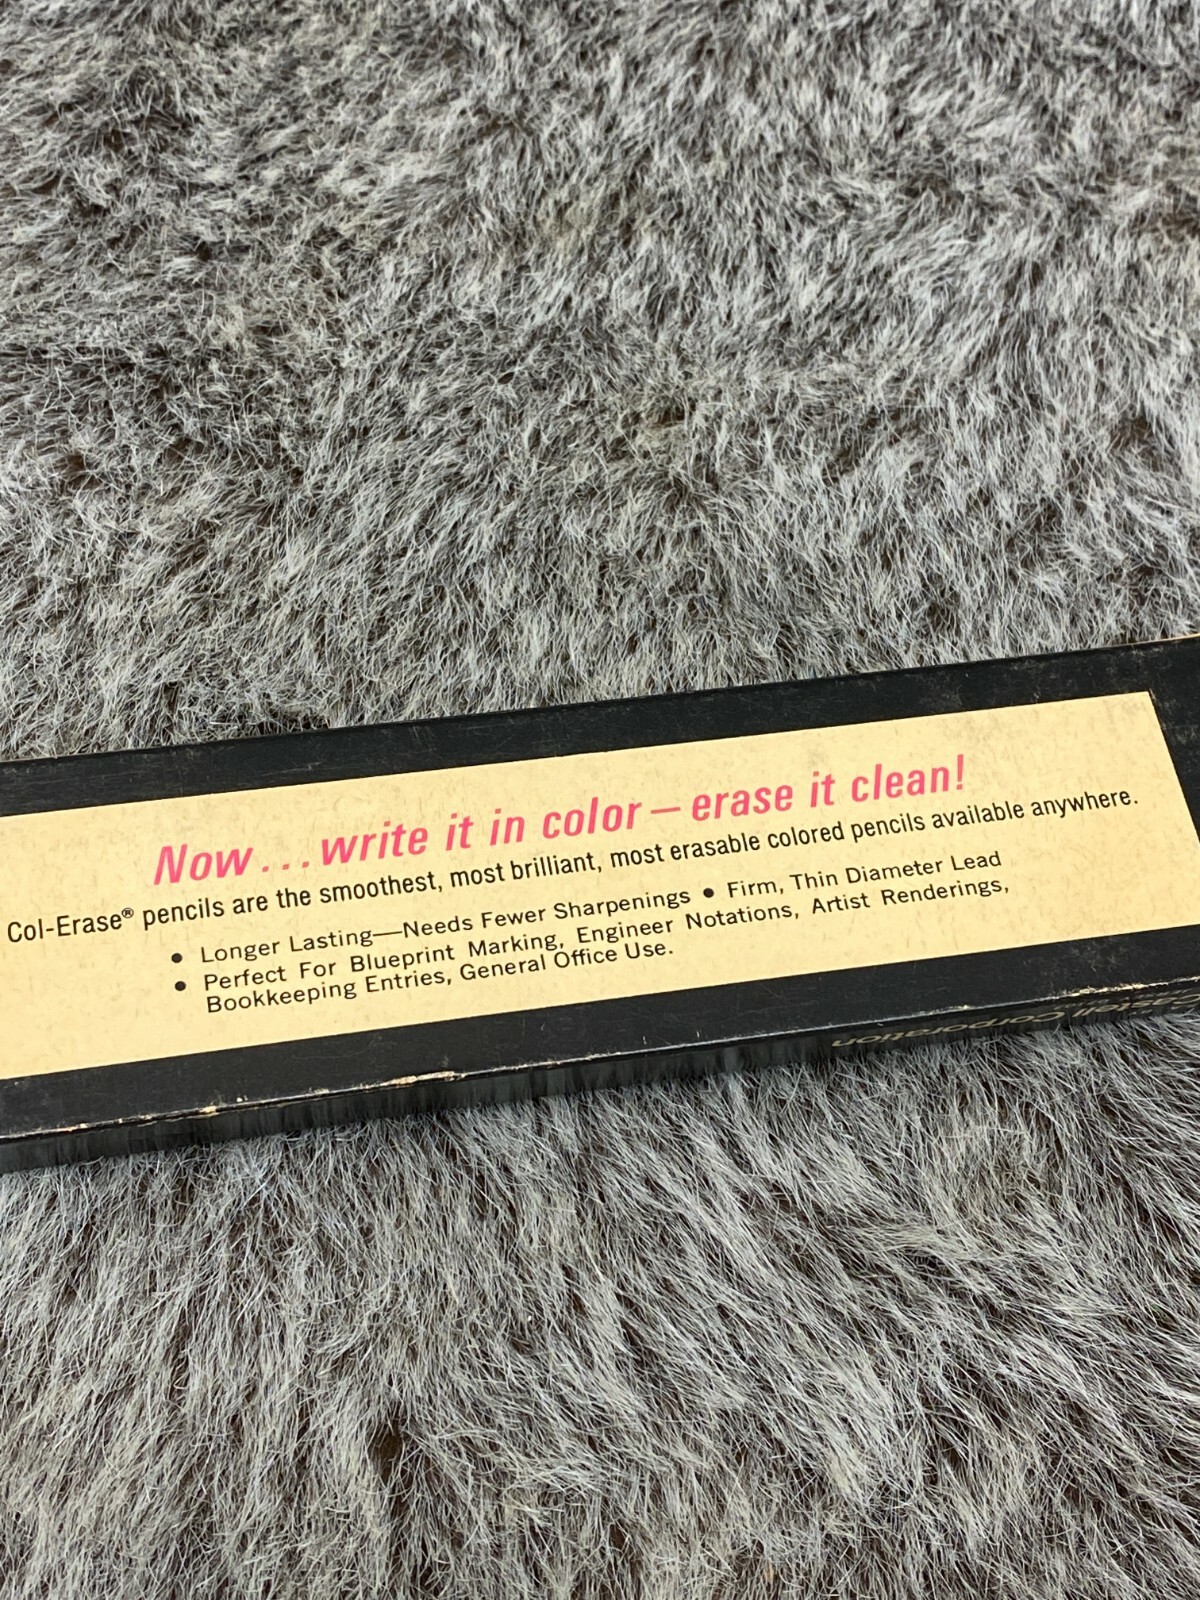 Now...write it in color—erase it clean!
Col-Erase® pencils are the smoothest, most brilliant, most erasable colored pencils available anywhere.
• Longer Lasting—Needs Fewer Sharpenings • Firm, Thin Diameter Lead
• Perfect For Blueprint Marking, Engineer Notations, Artist Renderings,
Bookkeeping Entries, General Office Use.
Corporation